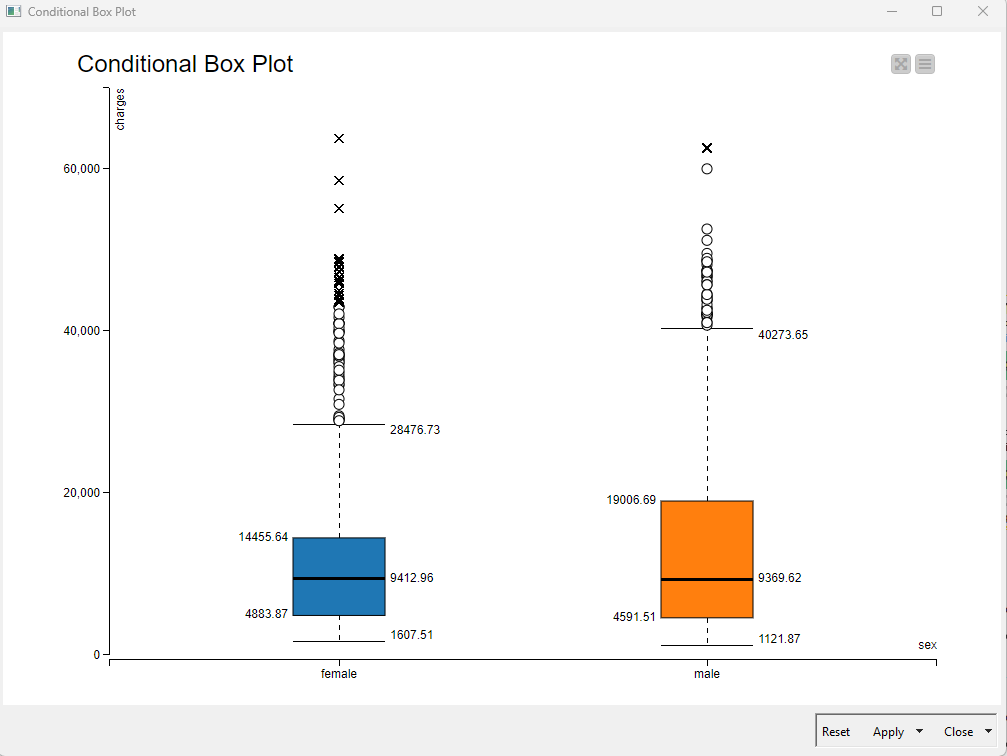 Conditional Box Plot
Conditional Box Plot
charges
60,000
40,000
40273.65
28476.73
20,000
19006.69
14455.64
9412.96
9369.62
4883.87
4591.51
1607.51
1121.87
sex
0
female
male
Reset
Apply
Close